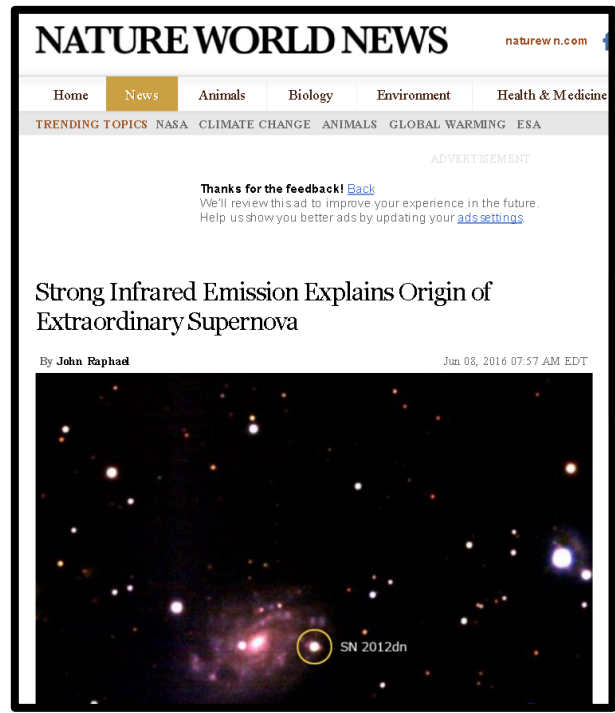 NATURE WORLD NEWS
naturewn.com
Home News Animals Biology Environment Health & Medicine
TRENDING TOPICS NASA CLIMATE CHANGE ANIMALS GLOBAL WARMING ESA
ADVERTISEMENT
Thanks for the feedback! Back
We'll review this ad to improve your experience in the future.
Help us show you better ads by updating your ads settings.
Strong Infrared Emission Explains Origin of
Extraordinary Supernova
By John Raphael Jun 08, 2016 07:57 AM EDT
SN 2012dn